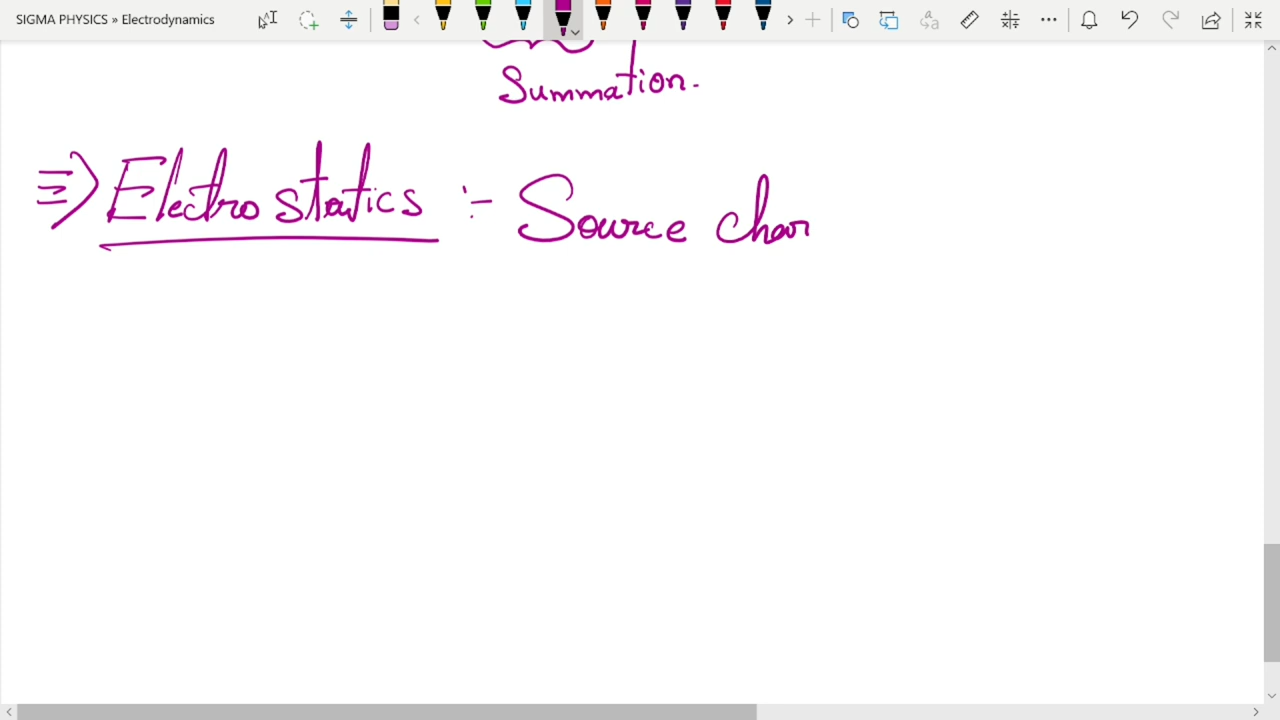 SIGMA PHYSICS » Electrodynamics
Summation.
⇒ Electrostatics :- Source char